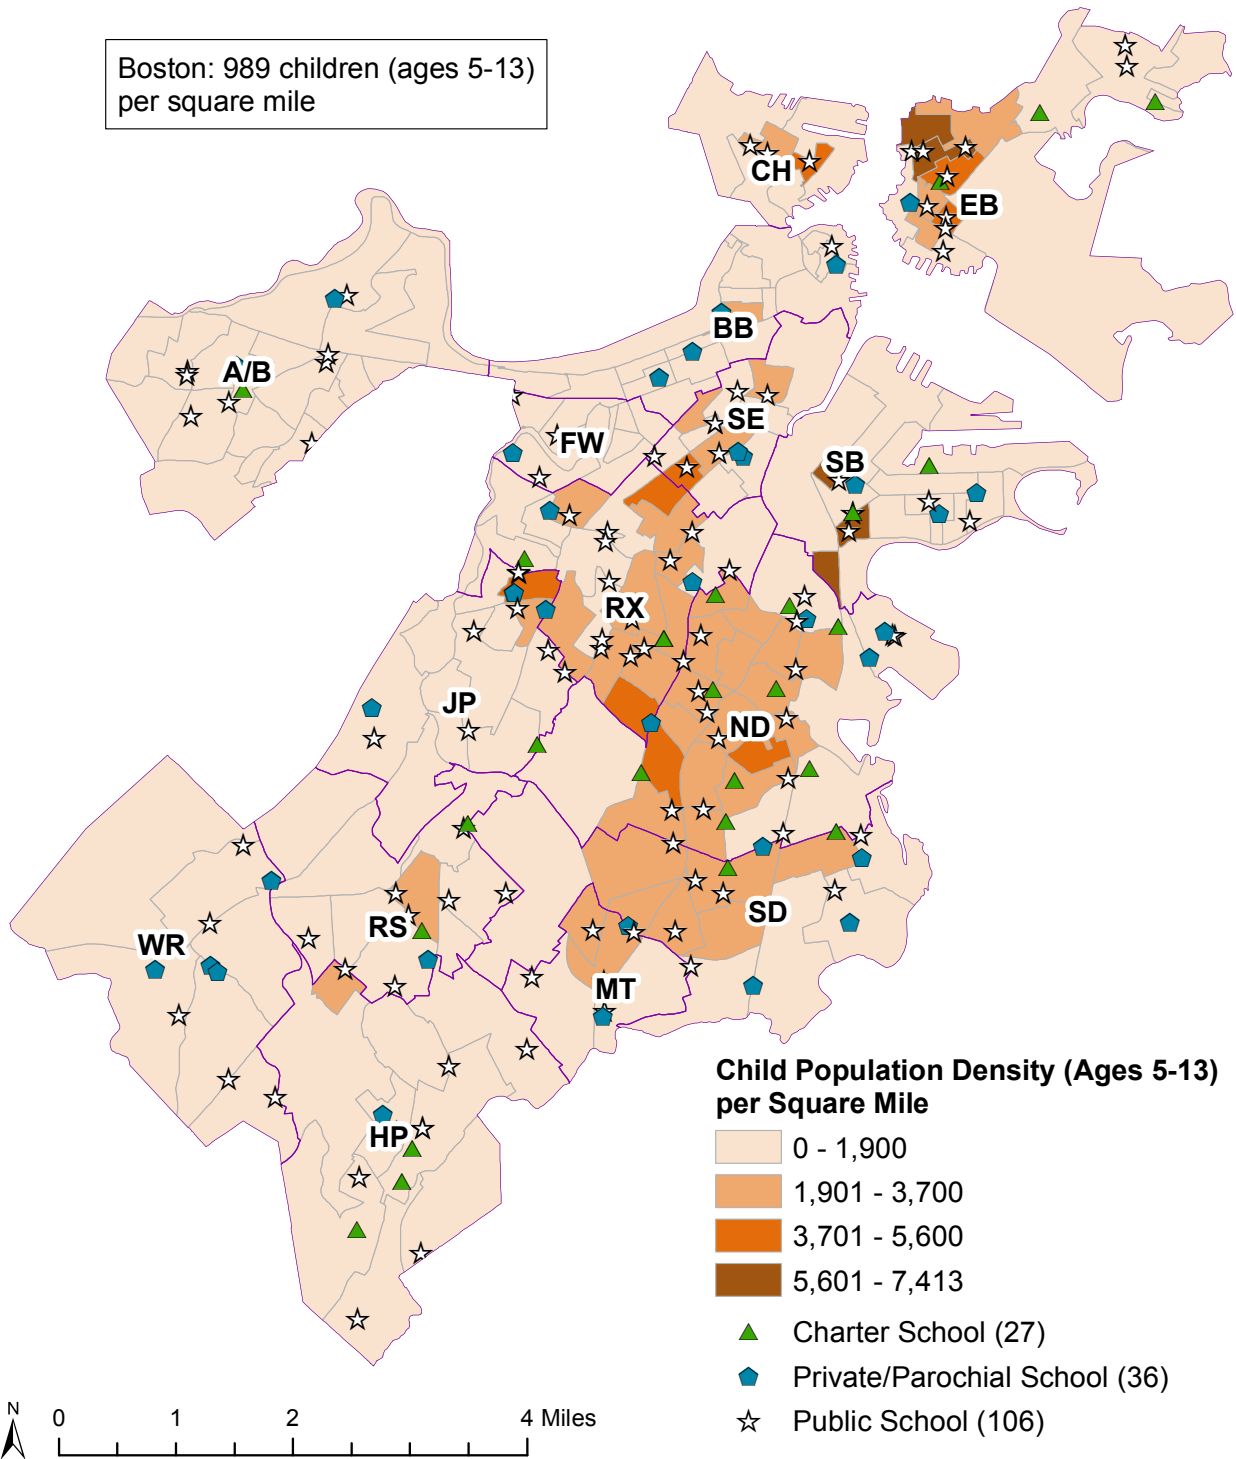 Boston: 989 children (ages 5-13)
per square mile
CH
EB
BB
A/B
SE
FW
SB
RX
JP
ND
RS
SD
WR
MT
HP
Child Population Density (Ages 5-13)
per Square Mile
0 - 1,900
1,901 - 3,700
3,701 - 5,600
5,601 - 7,413
Charter School (27)
Private/Parochial School (36)
Public School (106)
N
0 1 2 4 Miles